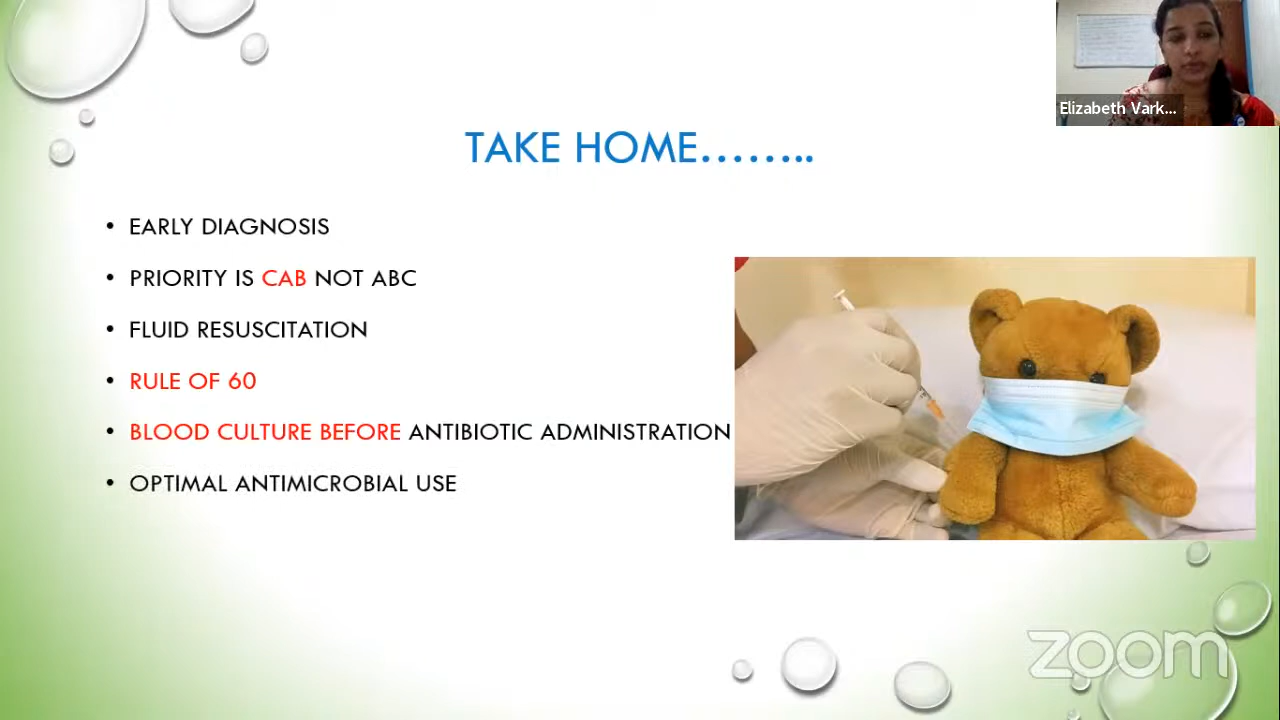 Elizabeth Vark...
TAKE HOME……..
• EARLY DIAGNOSIS
• PRIORITY IS CAB NOT ABC
• FLUID RESUSCITATION
• RULE OF 60
• BLOOD CULTURE BEFORE ANTIBIOTIC ADMINISTRATION
• OPTIMAL ANTIMICROBIAL USE
zoom